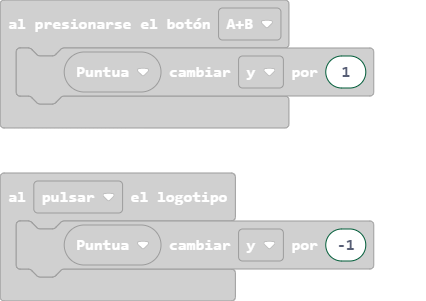 al presionarse el botón A+B
Puntua cambiar y por 1
al pulsar el logotipo
Puntua cambiar y por -1